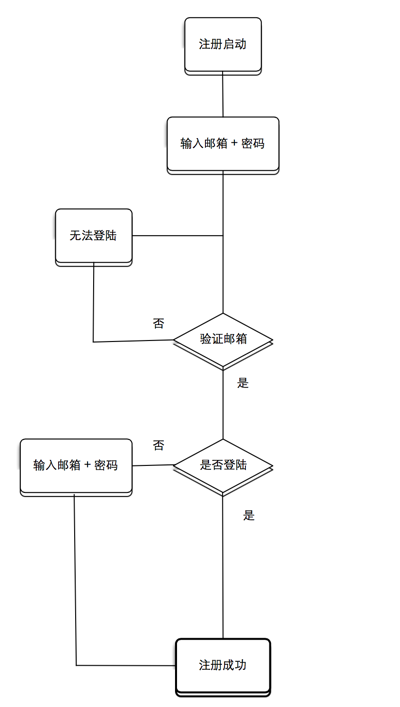 注册启动
输入邮箱 + 密码
无法登陆
否
验证邮箱
是
否
输入邮箱 + 密码
是否登陆
是
注册成功